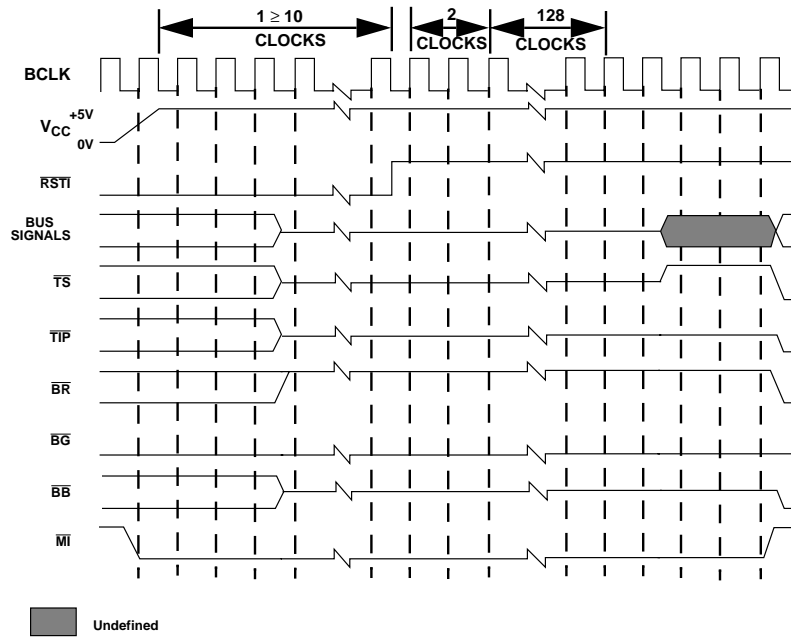 1 ≥ 10
CLOCKS
2
CLOCKS
128
CLOCKS
BCLK
VCC
+5V
0V
RSTI
BUS
SIGNALS
TS
TIP
BR
BG
BB
MI
Undefined